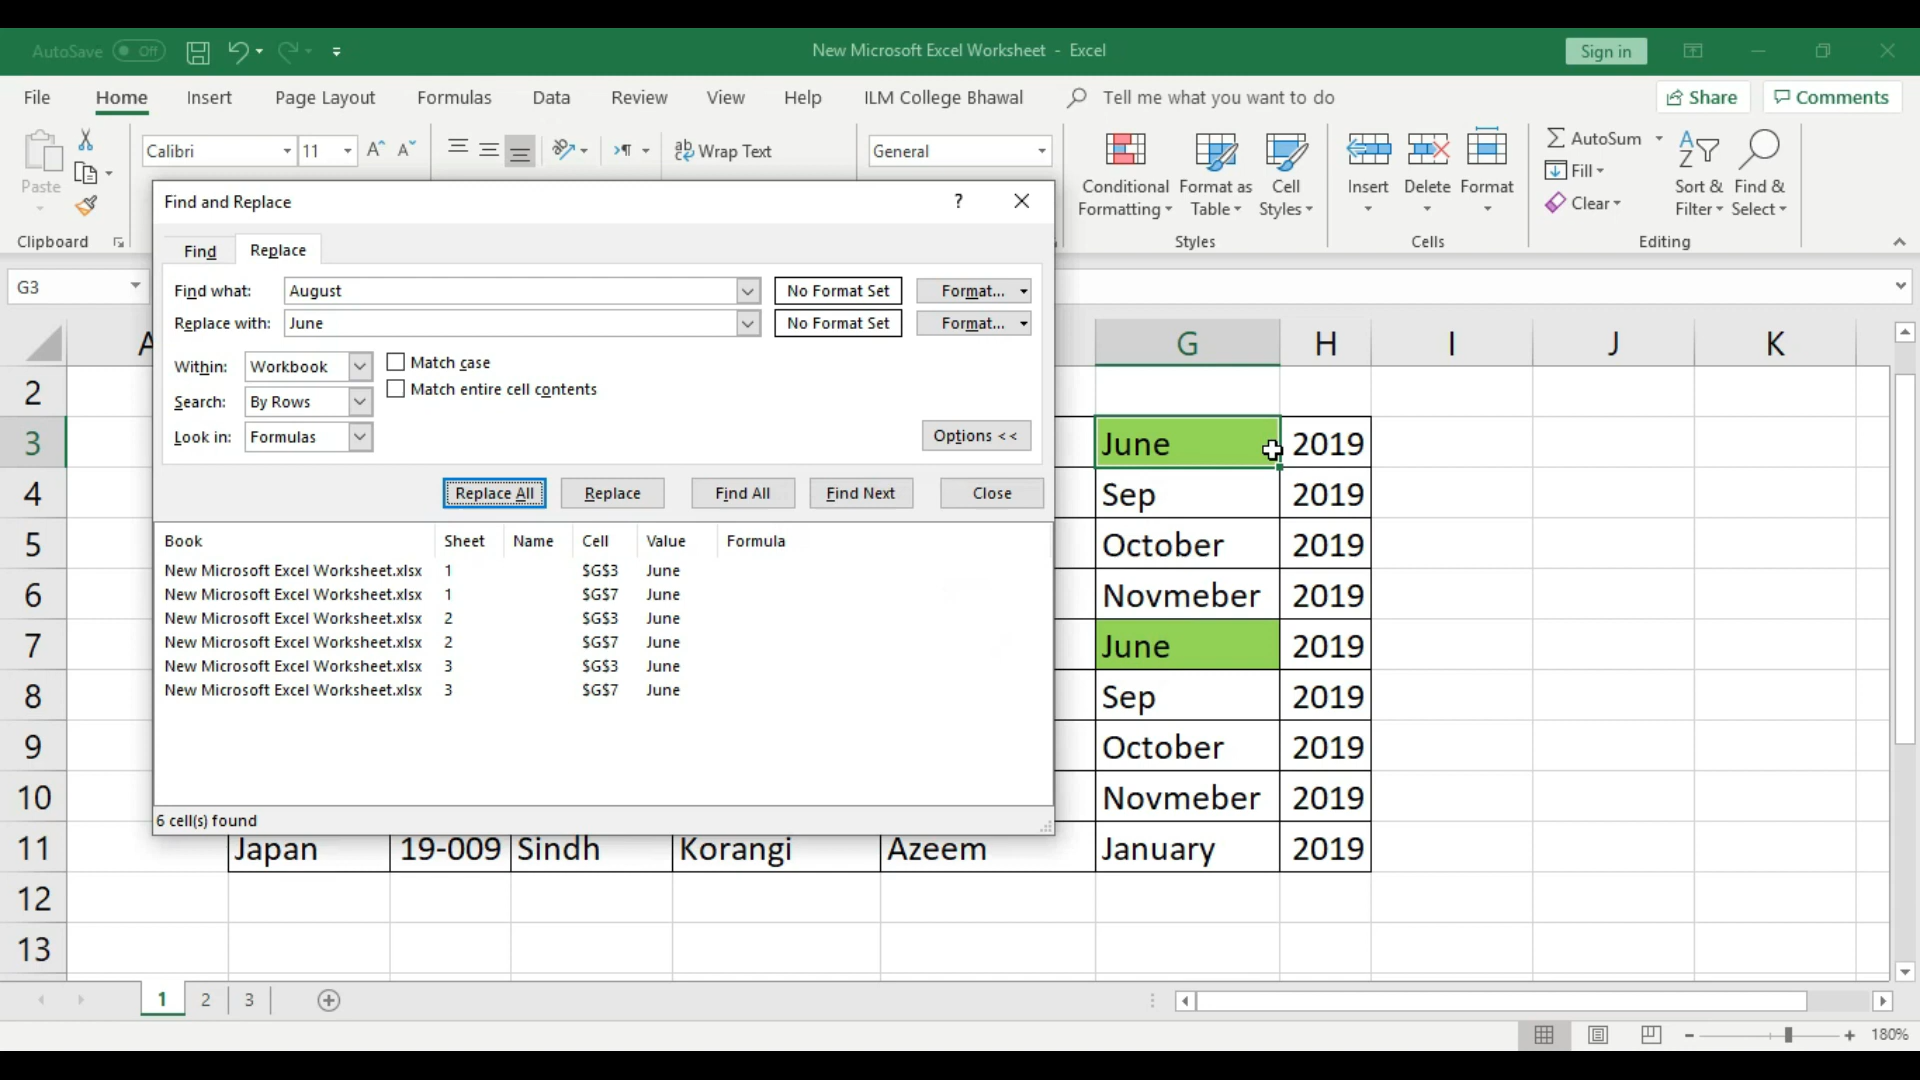 AutoSave Off
New Microsoft Excel Worksheet - Excel
Sign in
File Home Insert Page Layout Formulas Data Review View Help ILM College Bhawal Tell me what you want to do Share Comments
Paste
Clipboard
Calibri 11
Wrap Text
General
Conditional Formatting
Format as Table
Cell Styles
Styles
Insert Delete Format
Cells
AutoSum
Fill
Clear
Sort & Filter
Find & Select
Editing
G3
Find and Replace ?
Find Replace
Find what: August No Format Set Format...
Replace with: June No Format Set Format...
Within: Workbook Match case
Search: By Rows Match entire cell contents
Look in: Formulas Options <<
Replace All Replace Find All Find Next Close
Book Sheet Name Cell Value Formula
New Microsoft Excel Worksheet.xlsx 1 $G$3 June
New Microsoft Excel Worksheet.xlsx 1 $G$7 June
New Microsoft Excel Worksheet.xlsx 2 $G$3 June
New Microsoft Excel Worksheet.xlsx 2 $G$7 June
New Microsoft Excel Worksheet.xlsx 3 $G$3 June
New Microsoft Excel Worksheet.xlsx 3 $G$7 June
6 cell(s) found
A G H I J K
2
3 June 2019
4 Sep 2019
5 October 2019
6 Novmeber 2019
7 June 2019
8 Sep 2019
9 October 2019
10 Novmeber 2019
11 Japan 19-009 Sindh Korangi Azeem January 2019
12
13
1 2 3
180%